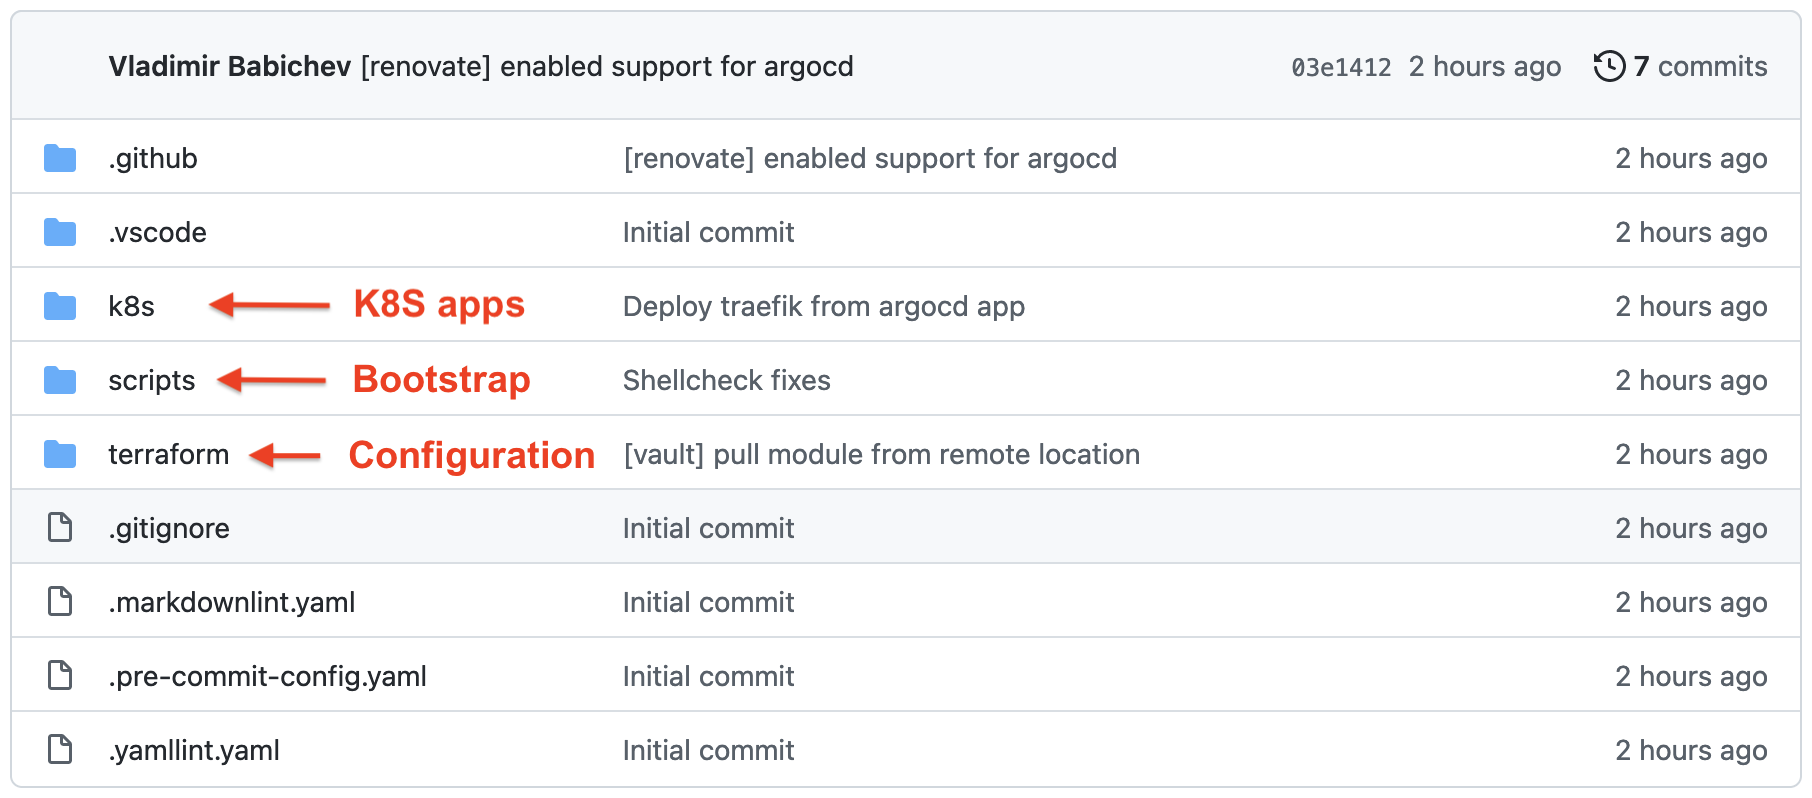 Vladimir Babichev [renovate] enabled support for argocd 03e1412 2 hours ago 7 commits
.github [renovate] enabled support for argocd 2 hours ago
.vscode Initial commit 2 hours ago
k8s K8S apps Deploy traefik from argocd app 2 hours ago
scripts Bootstrap Shellcheck fixes 2 hours ago
terraform Configuration [vault] pull module from remote location 2 hours ago
.gitignore Initial commit 2 hours ago
.markdownlint.yaml Initial commit 2 hours ago
.pre-commit-config.yaml Initial commit 2 hours ago
.yamllint.yaml Initial commit 2 hours ago